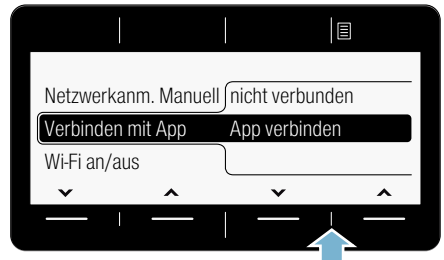 Netzwerkanm. Manuell nicht verbunden
Verbinden mit App App verbinden
Wi-Fi an/aus